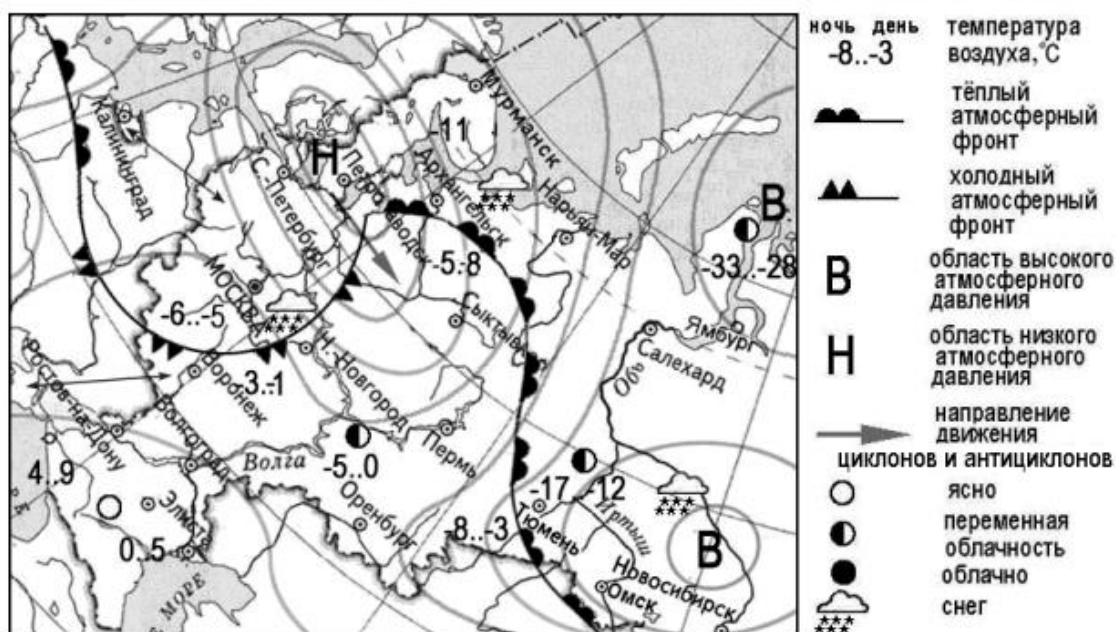 Мурманск
Калининград
-11
Н
С. Петербург
Петрозаводск
Архангельск
Нарьян-Мар
В
-33..-28
-5-8
МОСКВА
-6..-5
Сыктывк
Ямбург
Салехард
Обь
Н. Новгород
Воронеж
-3.-1
Ростов-на-Дону
Волгоград
Волга
Пермь
-5..0
4..9
Элиста
Оренбург
-17..-12
Иртыш
-8..-3
Тюмень
В
0..5
МОРЕ
Новосибирск
Омск
ночь день
-8..-3
температура
воздуха,°С
тёплый
атмосферный
фронт
холодный
атмосферный
фронт
В
область высокого
атмосферного
давления
Н
область низкого
атмосферного
давления
направление
движения
циклонов и антициклонов
ясно
переменная
облачность
облачно
снег